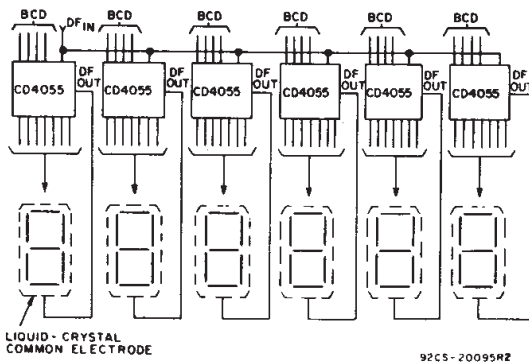 BCD DF IN BCD BCD BCD BCD BCD
CD4055 DF OUT CD4055 DF OUT CD4055 DF OUT CD4055 DF OUT CD4055 DF OUT CD4055 DF OUT
LIQUID-CRYSTAL
COMMON ELECTRODE
92CS-20095R2